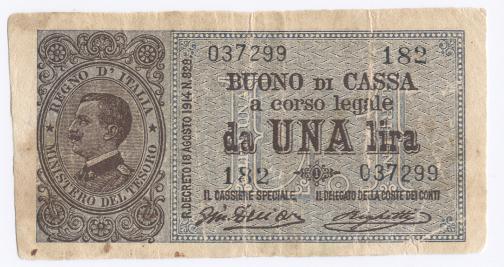 REGNO D'ITALIA
MINISTERO DEL TESORO
R. DECRETO 18 AGOSTO 1914 N. 829.
037299 182
BUONO DI CASSA
a corso legale
da UNA lira
182 037299
IL CASSIERE SPECIALE IL DELEGATO DELLA CORTE DEI CONTI